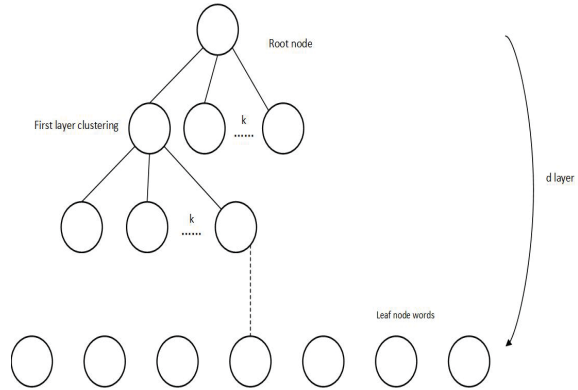 Root node
First layer clustering
k
......
d layer
k
......
Leaf node words